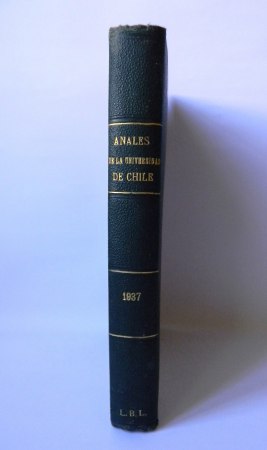 ANALES
DE LA UNIVERSIDAD
DE CHILE
1937
L. B. L.